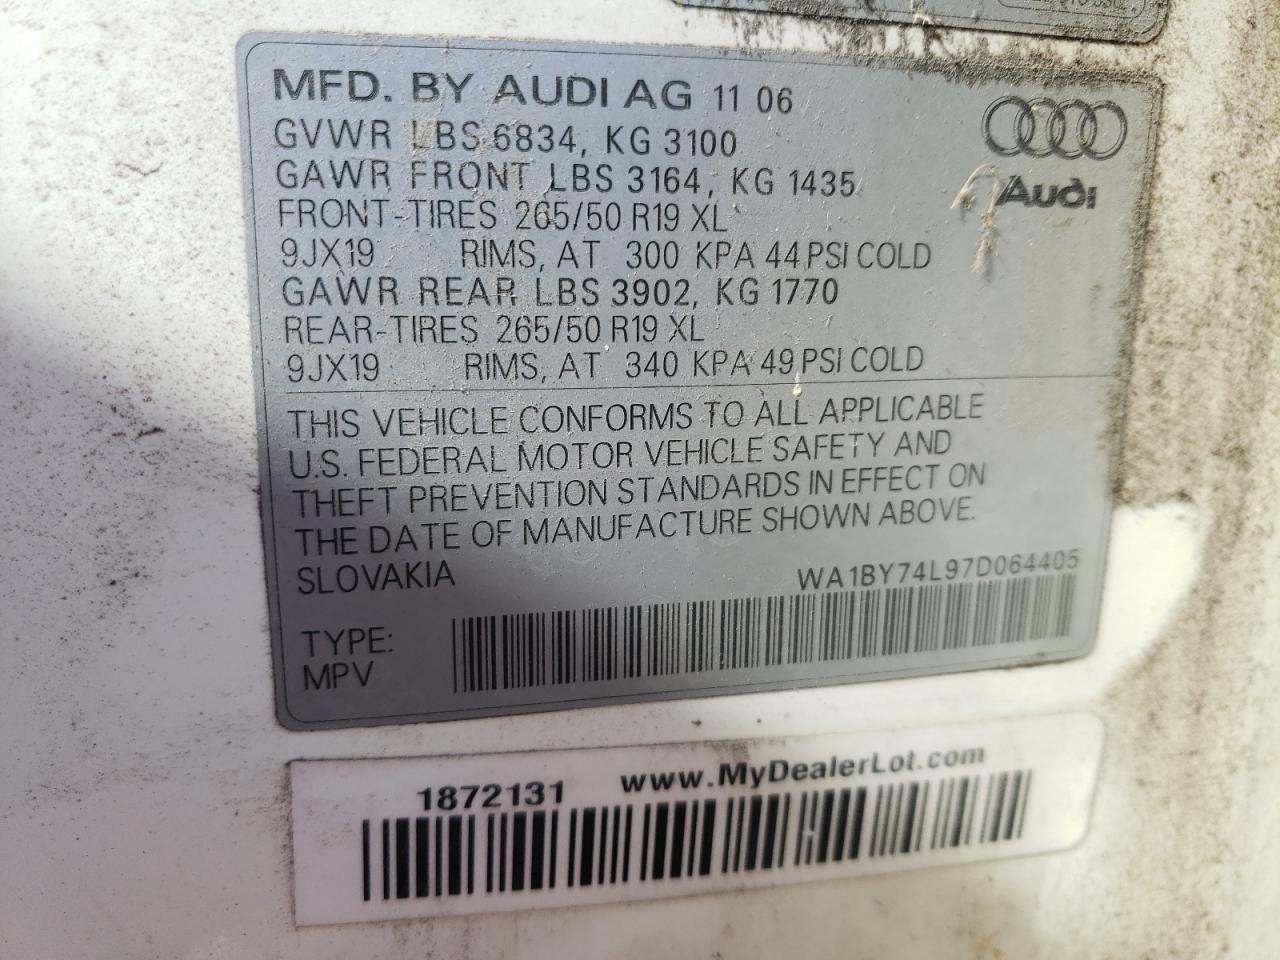 MFD. BY AUDI AG 11 06
GVWR LBS 6834, KG 3100
GAWR FRONT LBS 3164, KG 1435
Audi
FRONT-TIRES 265/50 R19 XL
9JX19 RIMS, AT 300 KPA 44 PSI COLD
GAWR REAR LBS 3902, KG 1770
REAR-TIRES 265/50 R19 XL
9JX19 RIMS, AT 340 KPA 49 PSI COLD
THIS VEHICLE CONFORMS TO ALL APPLICABLE
U.S. FEDERAL MOTOR VEHICLE SAFETY AND
THEFT PREVENTION STANDARDS IN EFFECT ON
THE DATE OF MANUFACTURE SHOWN ABOVE.
SLOVAKIA WA1BY74L97D064405
TYPE:
MPV
1872131 www.MyDealerLot.com